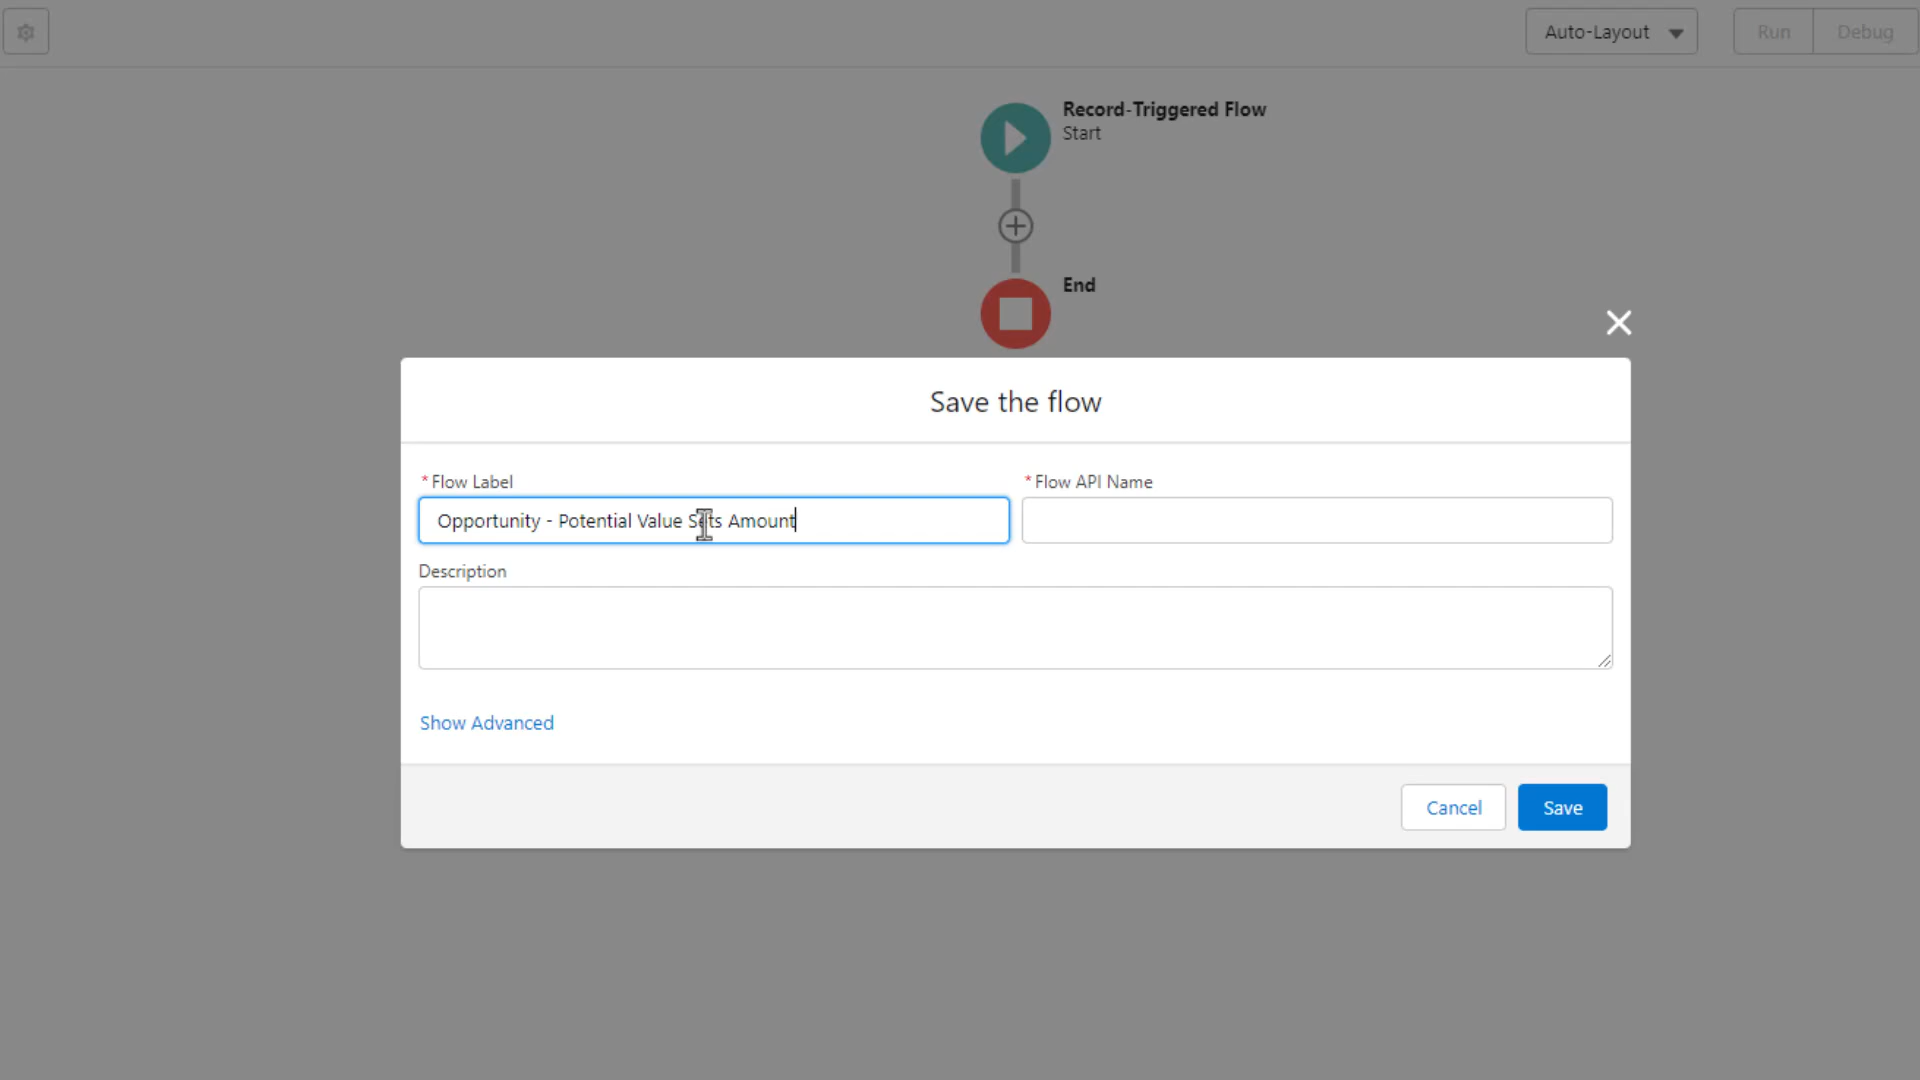 Auto-Layout
Run
Debug
Record-Triggered Flow
Start
End
Save the flow
* Flow Label
* Flow API Name
Opportunity - Potential Value Sets Amount
Description
Show Advanced
Cancel
Save